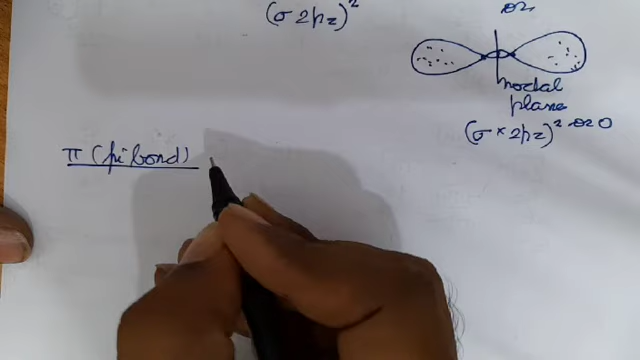 (σ 2pz)²
or
nodal
plane
(σ* 2pz)² or 0
π (pi bond)